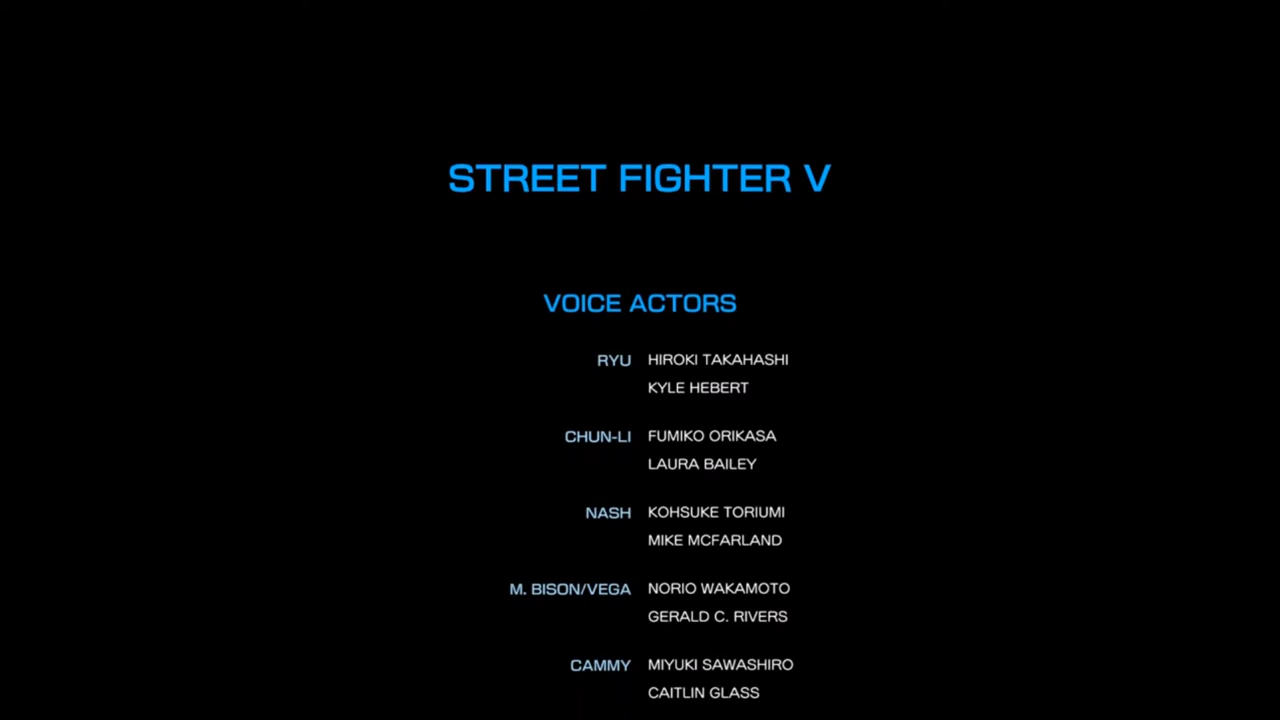 STREET FIGHTER V
VOICE ACTORS
RYU HIROKI TAKAHASHI
KYLE HEBERT
CHUN-LI FUMIKO ORIKASA
LAURA BAILEY
NASH KOHSUKE TORIUMI
MIKE MCFARLAND
M. BISON/VEGA NORIO WAKAMOTO
GERALD C. RIVERS
CAMMY MIYUKI SAWASHIRO
CAITLIN GLASS